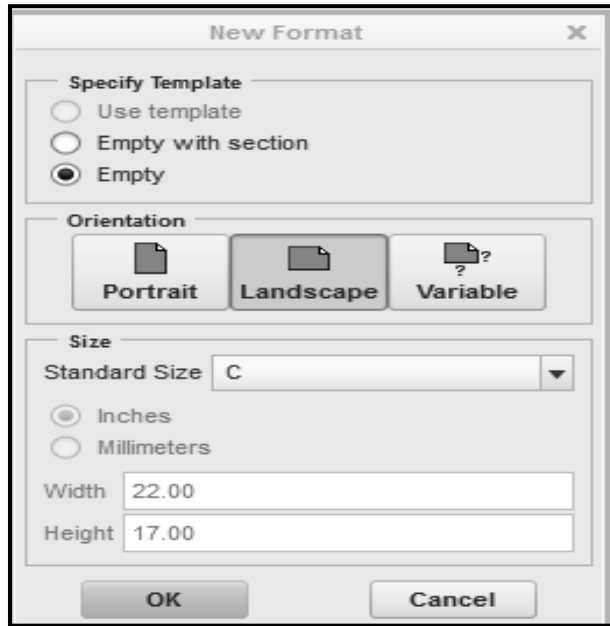 New Format
Specify Template
Use template
Empty with section
Empty
Orientation
Portrait Landscape Variable
Size
Standard Size C
Inches
Millimeters
Width 22.00
Height 17.00
OK Cancel